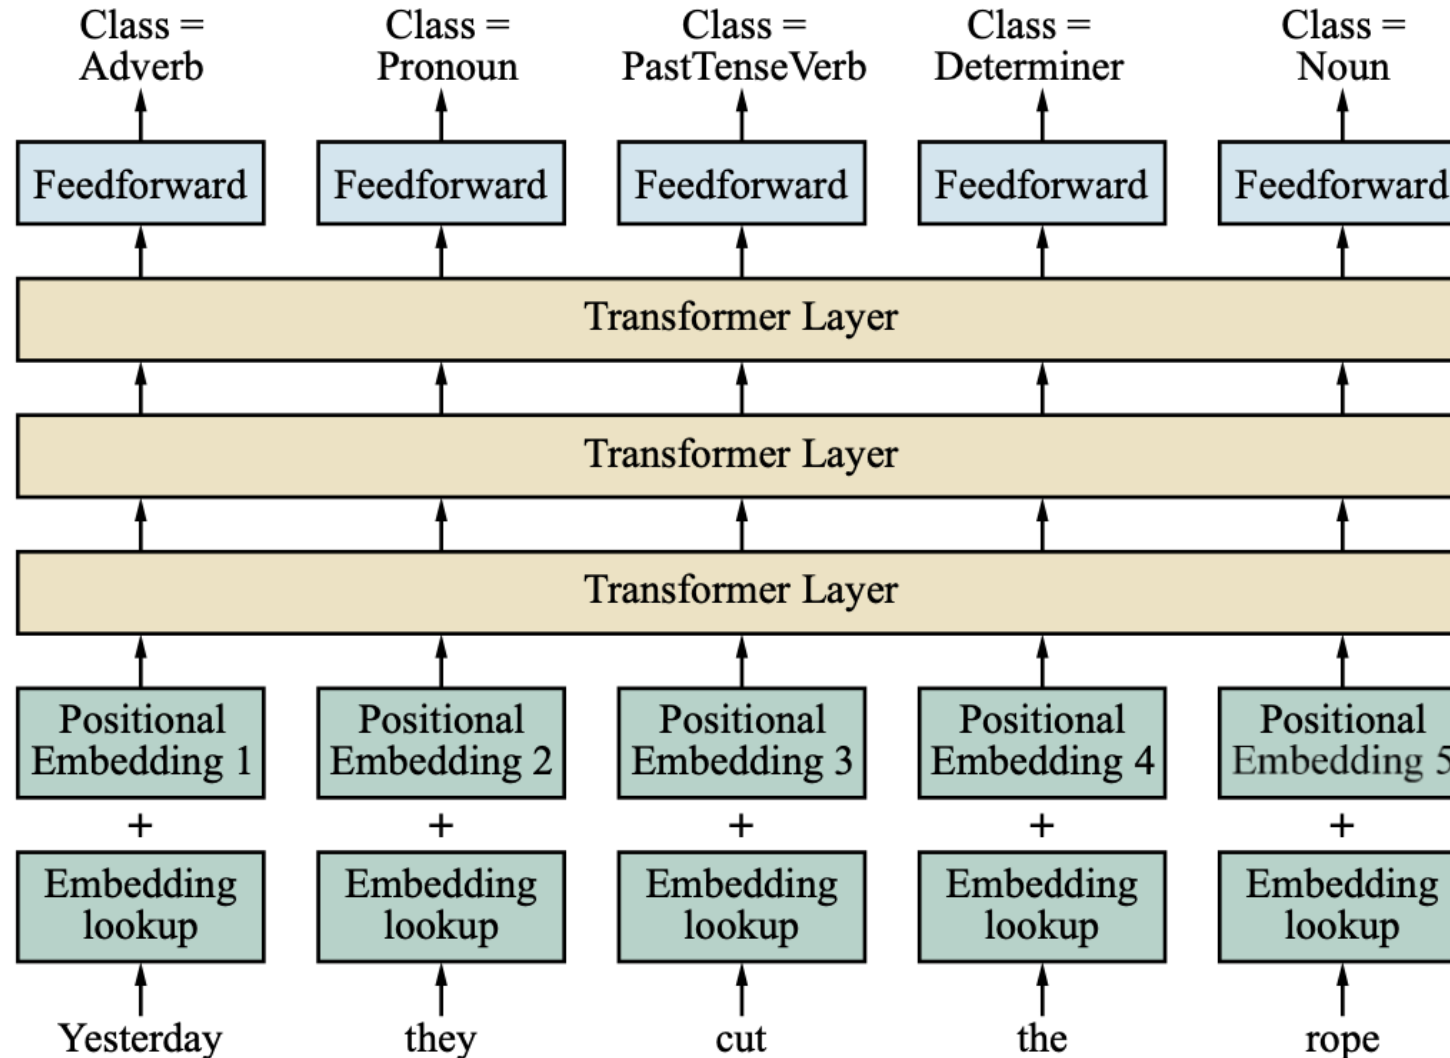 Class = Class = Class = Class = Class =
Adverb Pronoun PastTenseVerb Determiner Noun
Feedforward Feedforward Feedforward Feedforward Feedforward
Transformer Layer
Transformer Layer
Transformer Layer
Positional Positional Positional Positional Positional
Embedding 1 Embedding 2 Embedding 3 Embedding 4 Embedding 5
+ + + + +
Embedding Embedding Embedding Embedding Embedding
lookup lookup lookup lookup lookup
Yesterday they cut the rope